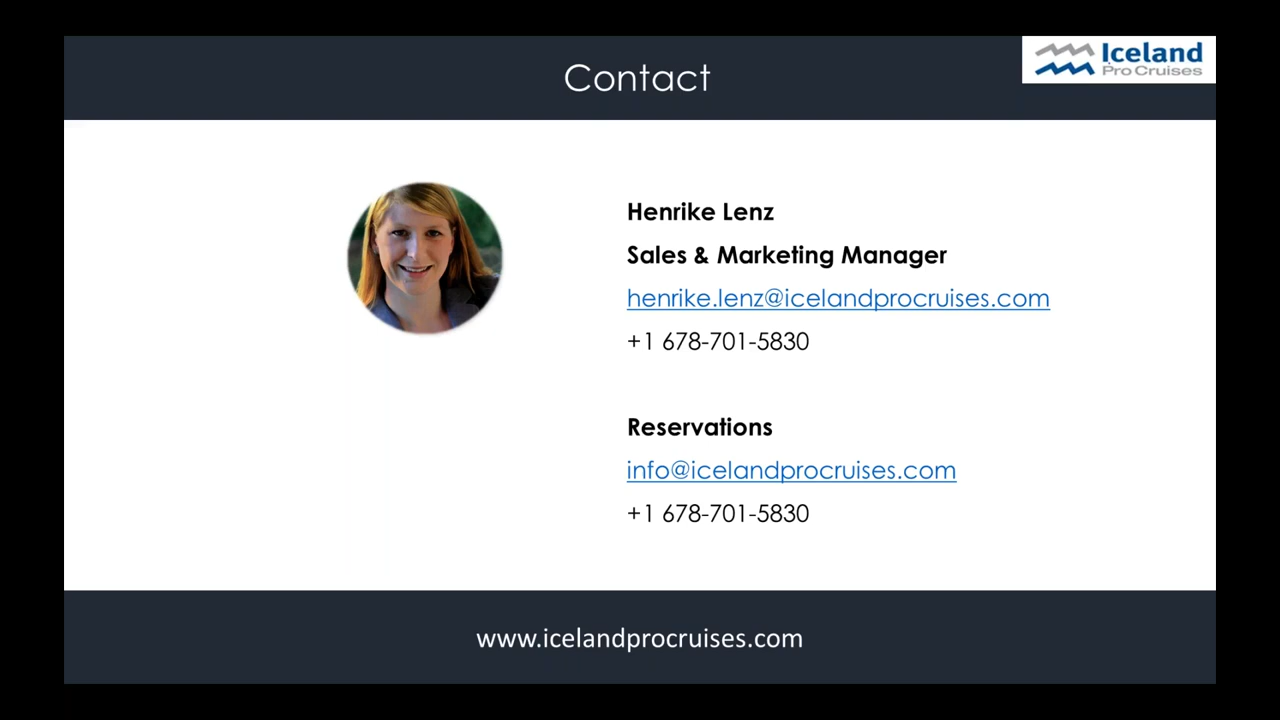 Contact
Iceland
Pro Cruises
Henrike Lenz
Sales & Marketing Manager
henrike.lenz@icelandprocruises.com
+1 678-701-5830
Reservations
info@icelandprocruises.com
+1 678-701-5830
www.icelandprocruises.com